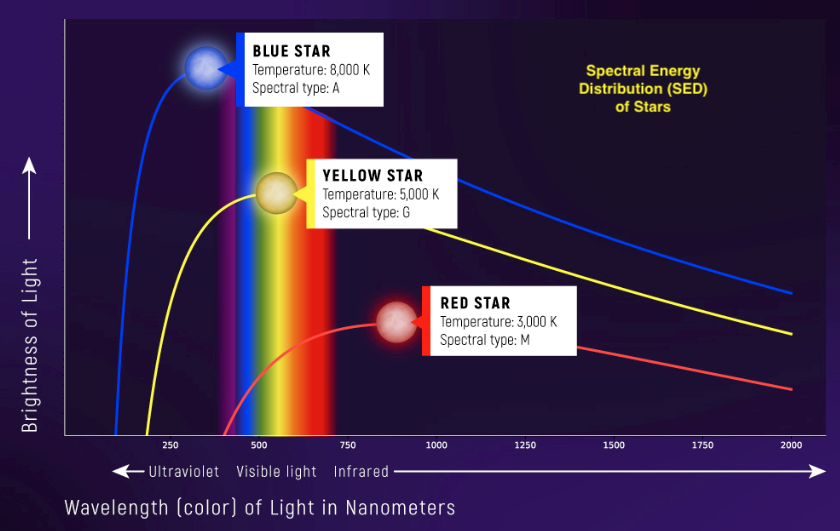 BLUE STAR
Temperature: 8,000 K
Spectral type: A
Spectral Energy
Distribution (SED)
of Stars
YELLOW STAR
Temperature: 5,000 K
Spectral type: G
RED STAR
Temperature: 3,000 K
Spectral type: M
Brightness of Light
250 500 750 1000 1250 1500 1750 2000
Ultraviolet Visible light Infrared
Wavelength (color) of Light in Nanometers